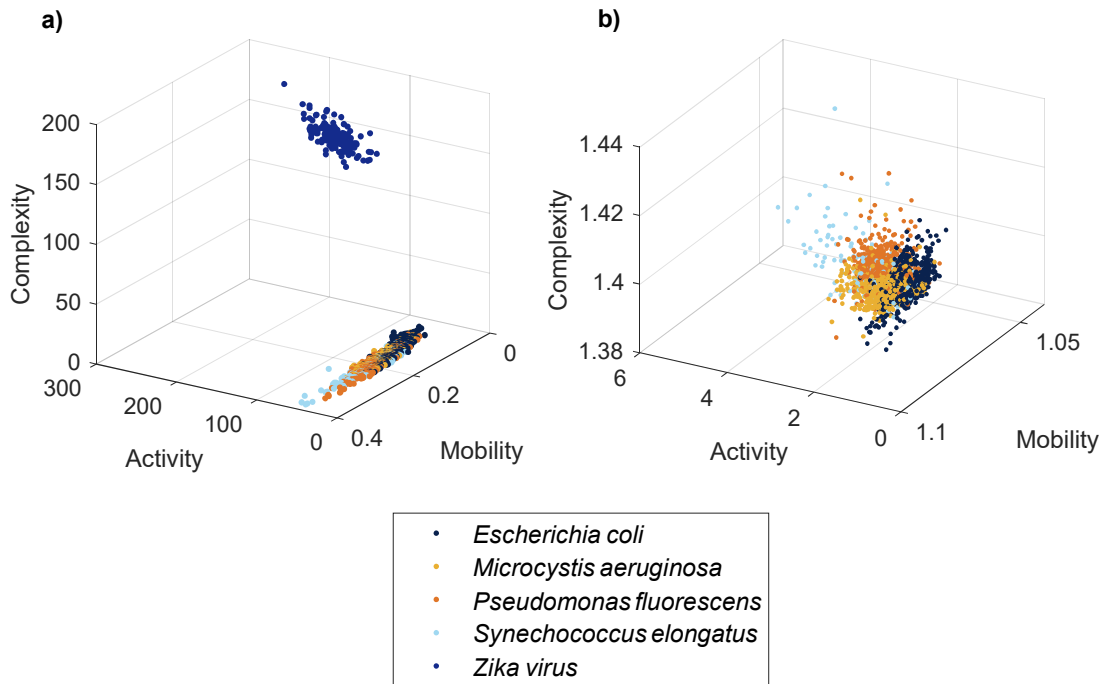 a)
200
150
100
50
0
300
200
100
0
0.4
0.2
0
Complexity
Activity
Mobility
b)
1.44
1.42
1.4
1.38
6
4
2
0
1.1
1.05
Complexity
Activity
Mobility
Escherichia coli
Microcystis aeruginosa
Pseudomonas fluorescens
Synechococcus elongatus
Zika virus